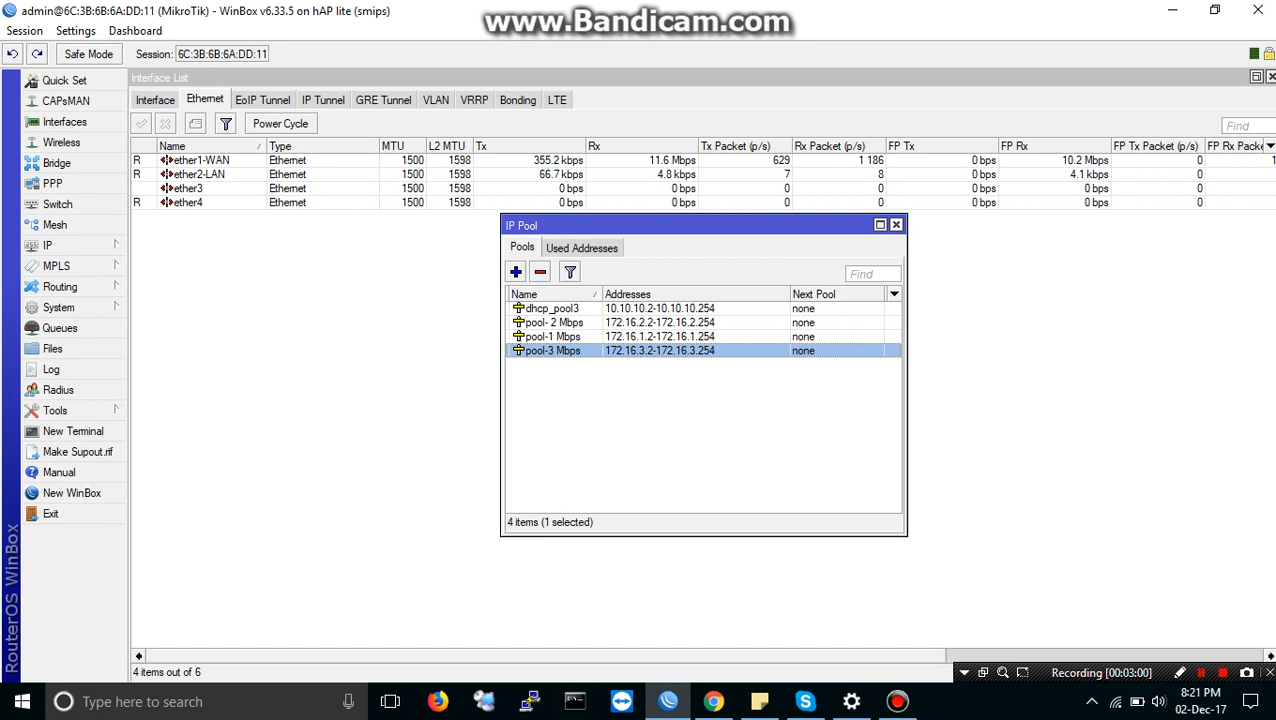 admin@6C:3B:6B:6A:DD:11 (MikroTik) - WinBox v6.33.5 on hAP lite (smips)
www.Bandicam.com
Session Settings Dashboard
Safe Mode Session: 6C:3B:6B:6A:DD:11
Quick Set
CAPsMAN
Interfaces
Wireless
Bridge
PPP
Switch
Mesh
IP
MPLS
Routing
System
Queues
Files
Log
Radius
Tools
New Terminal
Make Supout.rif
Manual
New WinBox
Exit
RouterOS WinBox
Interface List
Interface Ethernet EoIP Tunnel IP Tunnel GRE Tunnel VLAN VRRP Bonding LTE
Power Cycle Find
Name Type MTU L2 MTU Tx Rx Tx Packet (p/s) Rx Packet (p/s) FP Tx FP Rx FP Tx Packet (p/s) FP Rx Packe
R ether1-WAN Ethernet 1500 1598 355.2 kbps 11.6 Mbps 629 1 186 0 bps 10.2 Mbps 0
R ether2-LAN Ethernet 1500 1598 66.7 kbps 4.8 kbps 7 8 0 bps 4.1 kbps 0
ether3 Ethernet 1500 1598 0 bps 0 bps 0 0 0 bps 0 bps 0
R ether4 Ethernet 1500 1598 0 bps 0 bps 0 0 0 bps 0 bps 0
IP Pool
Pools Used Addresses
Find
Name Addresses Next Pool
dhcp_pool3 10.10.10.2-10.10.10.254 none
pool- 2 Mbps 172.16.2.2-172.16.2.254 none
pool-1 Mbps 172.16.1.2-172.16.1.254 none
pool-3 Mbps 172.16.3.2-172.16.3.254 none
4 items (1 selected)
4 items out of 6
Recording [00:03:00]
Type here to search
8:21 PM
02-Dec-17